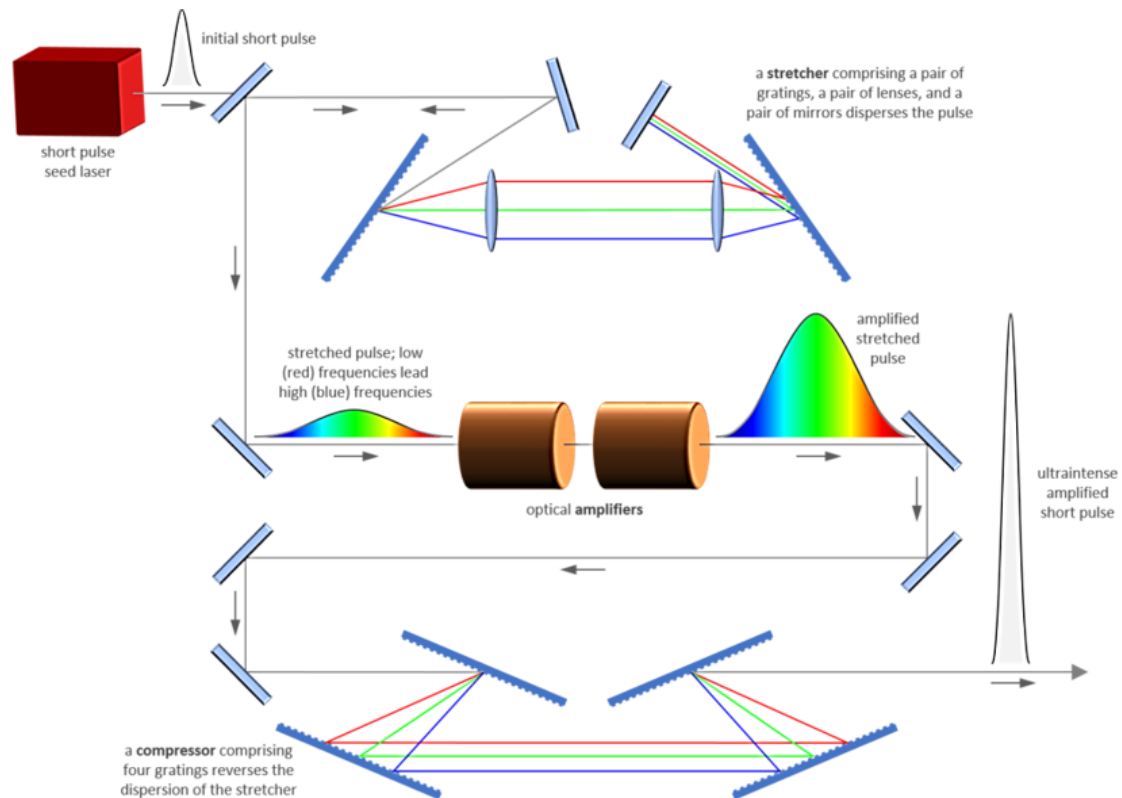 initial short pulse
short pulse
seed laser
a stretcher comprising a pair of
gratings, a pair of lenses, and a
pair of mirrors disperses the pulse
stretched pulse; low
(red) frequencies lead
high (blue) frequencies
amplified
stretched
pulse
optical amplifiers
ultraintense
amplified
short pulse
a compressor comprising
four gratings reverses the
dispersion of the stretcher